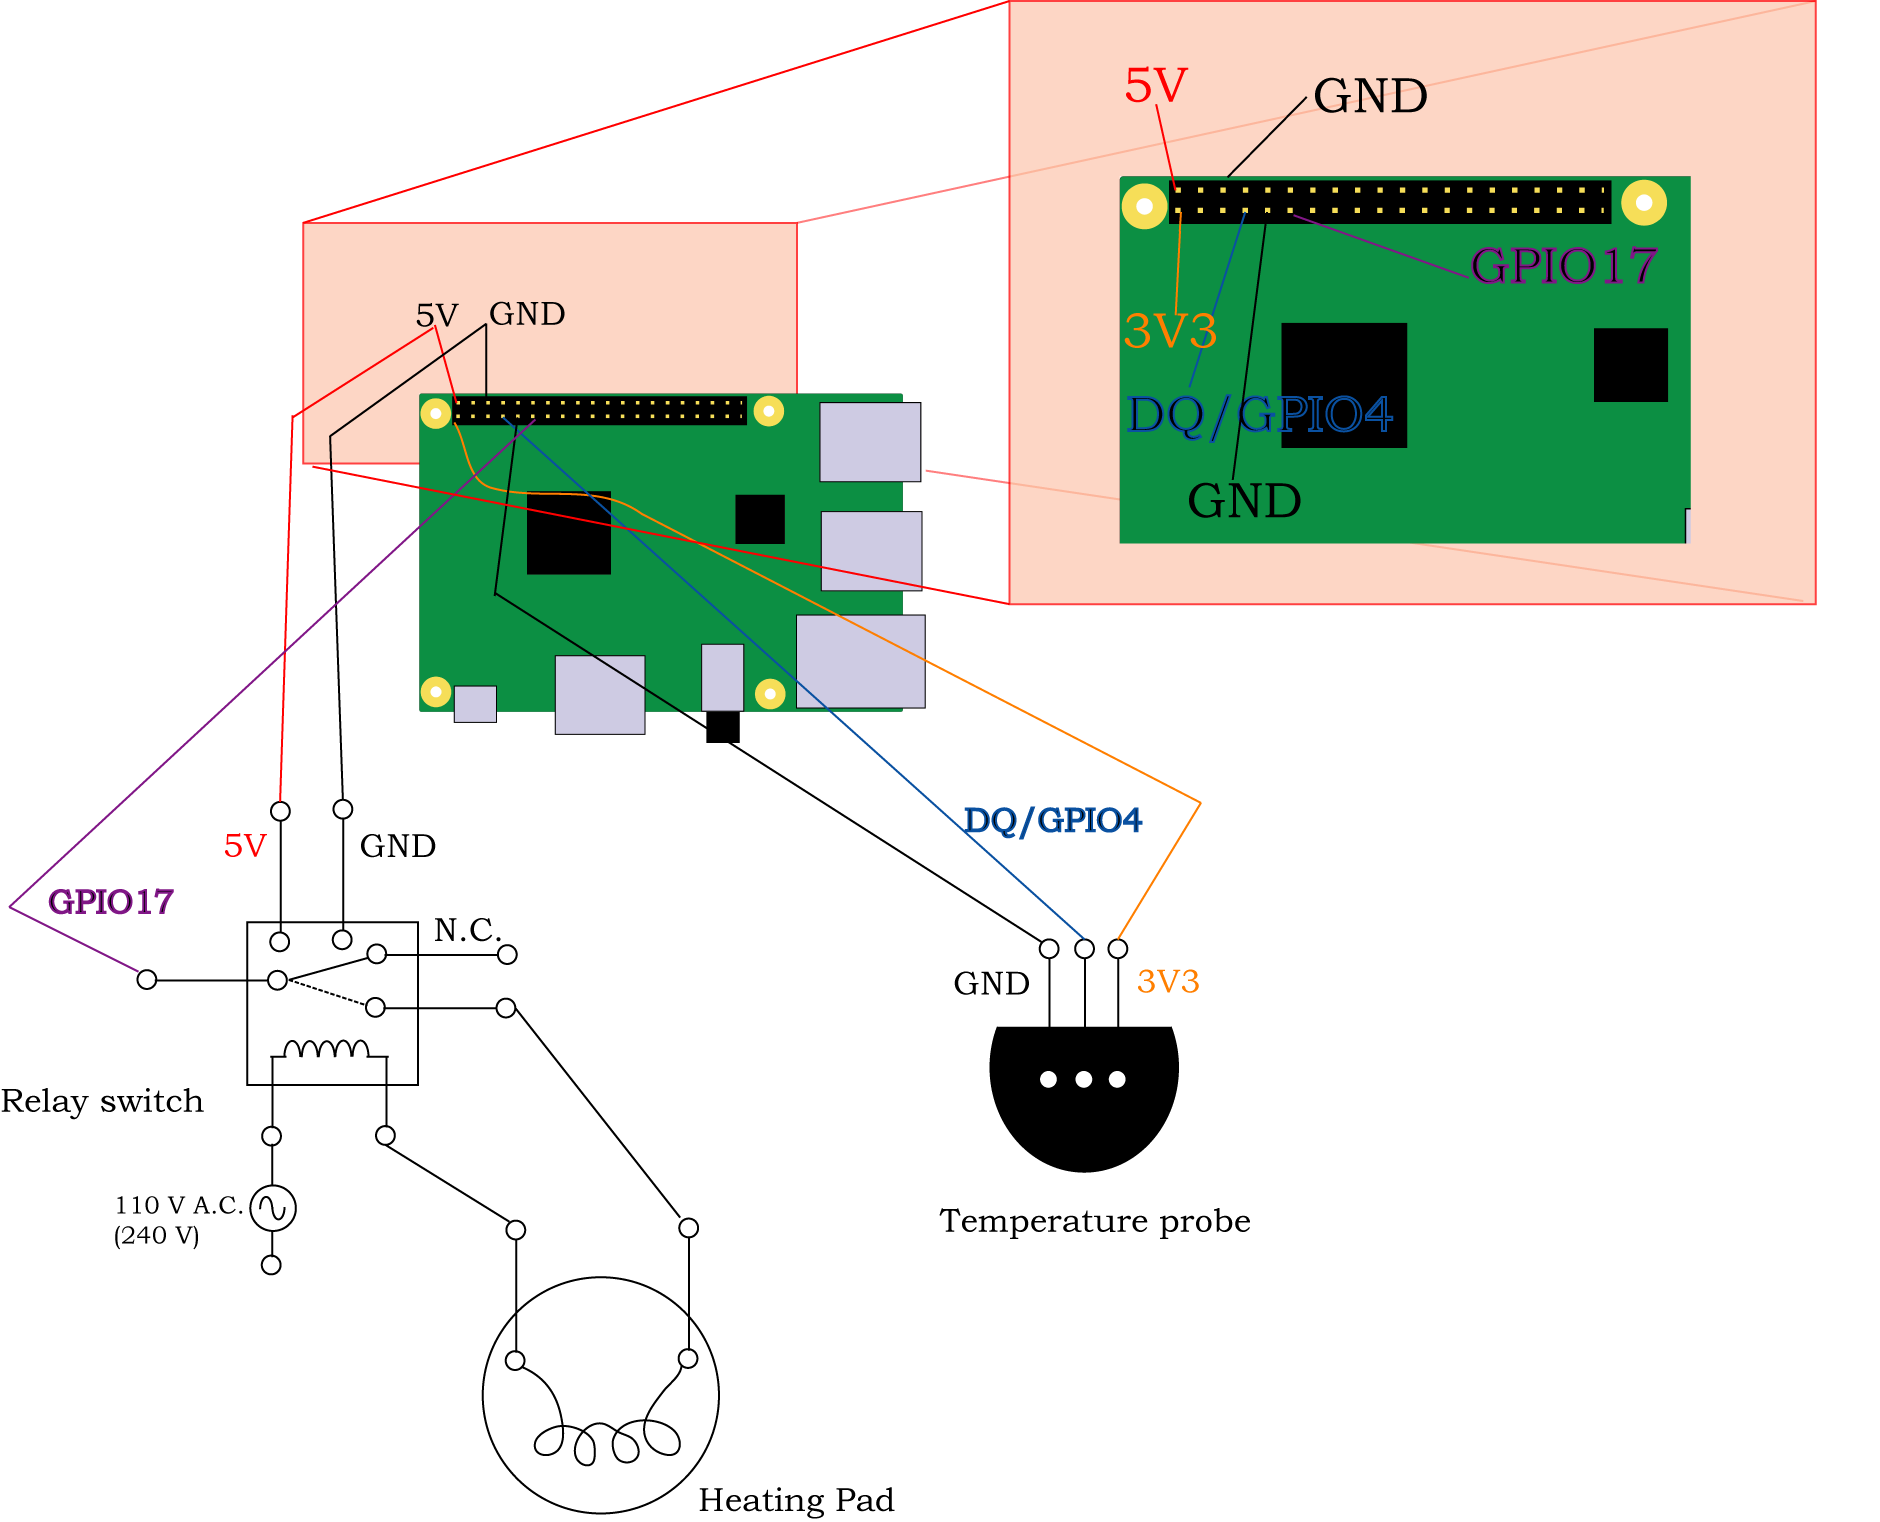 5V
GND
GPIO17
3V3
DQ/GPIO4
GND
5V
GND
DQ/GPIO4
5V
GND
GPIO17
N.C.
GND
3V3
Relay switch
110 V A.C.
(240 V)
Temperature probe
Heating Pad